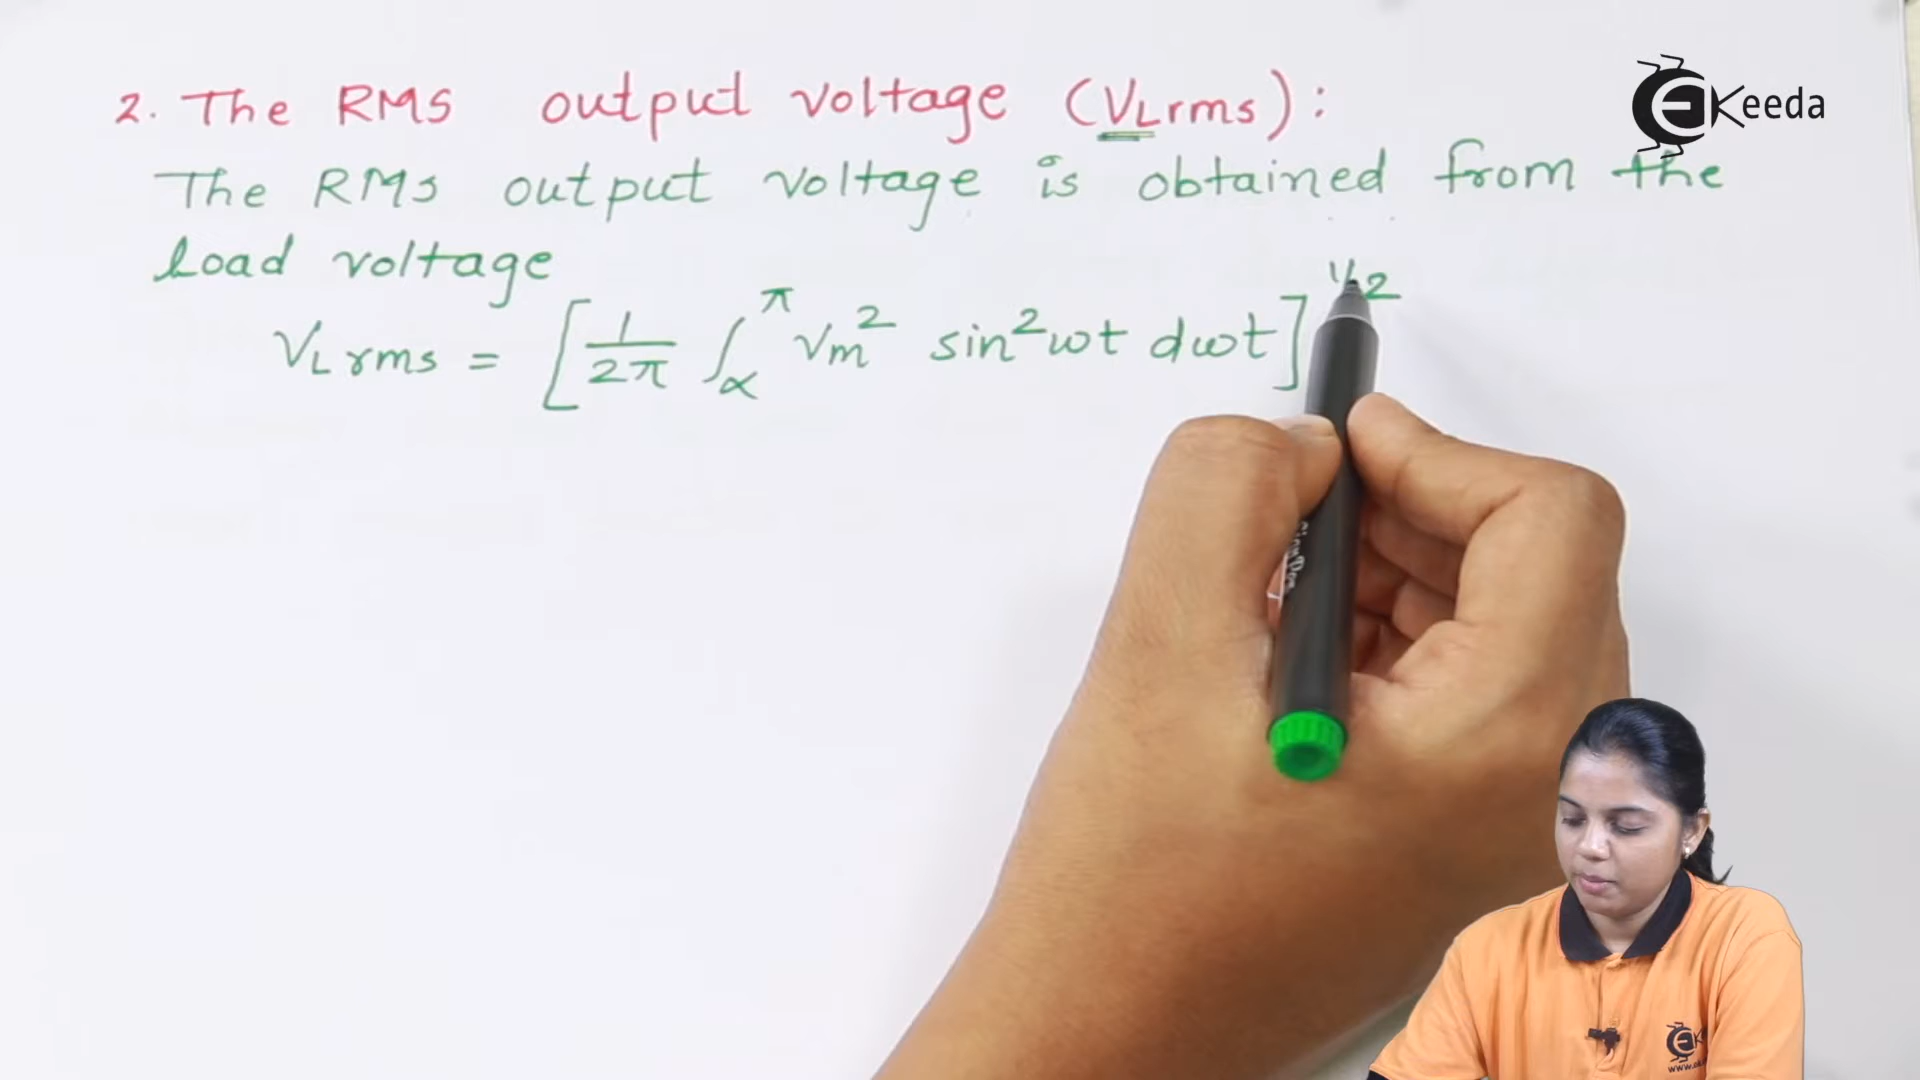 2. The RMS output voltage (VLrms):
The RMS output voltage is obtained from the
load voltage
VLrms = [1/2π ∫α^π Vm² sin²ωt dωt]^1/2
EKeeda